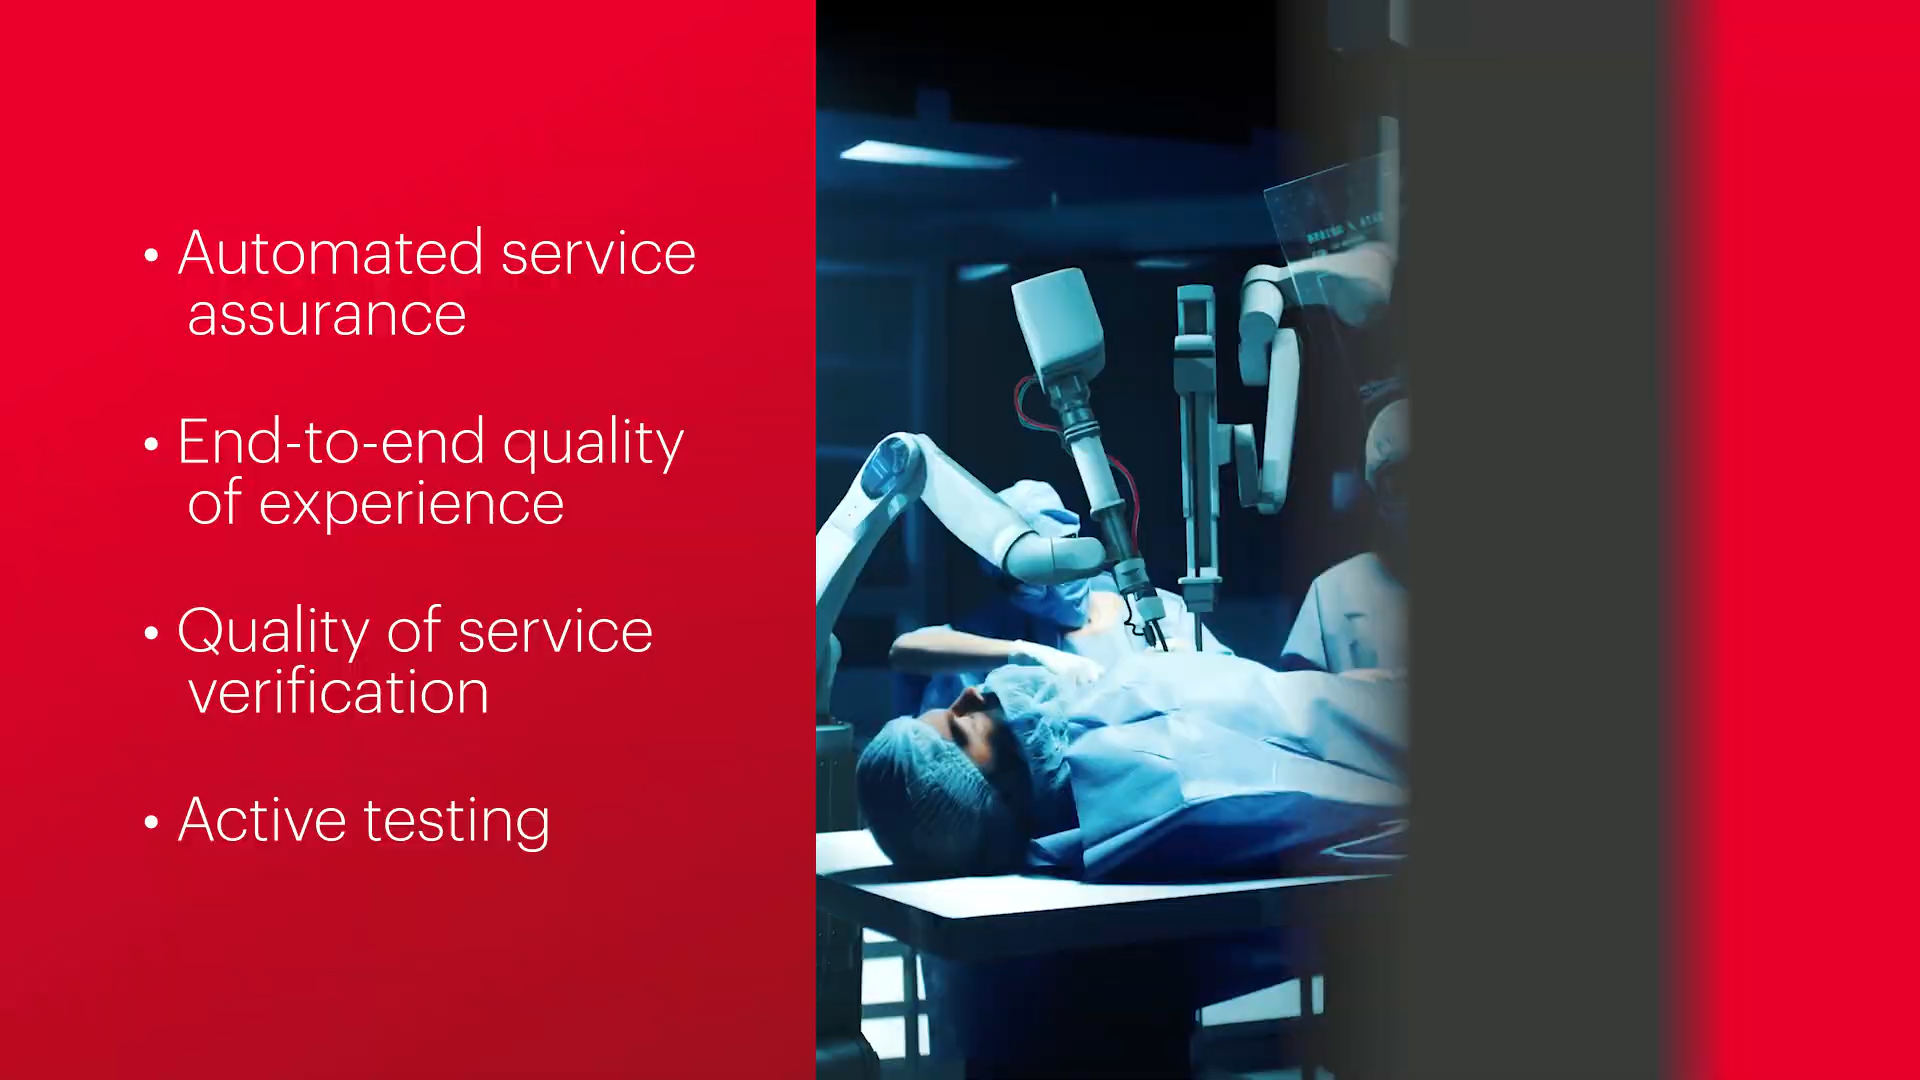 • Automated service
assurance
• End-to-end quality
of experience
• Quality of service
verification
• Active testing